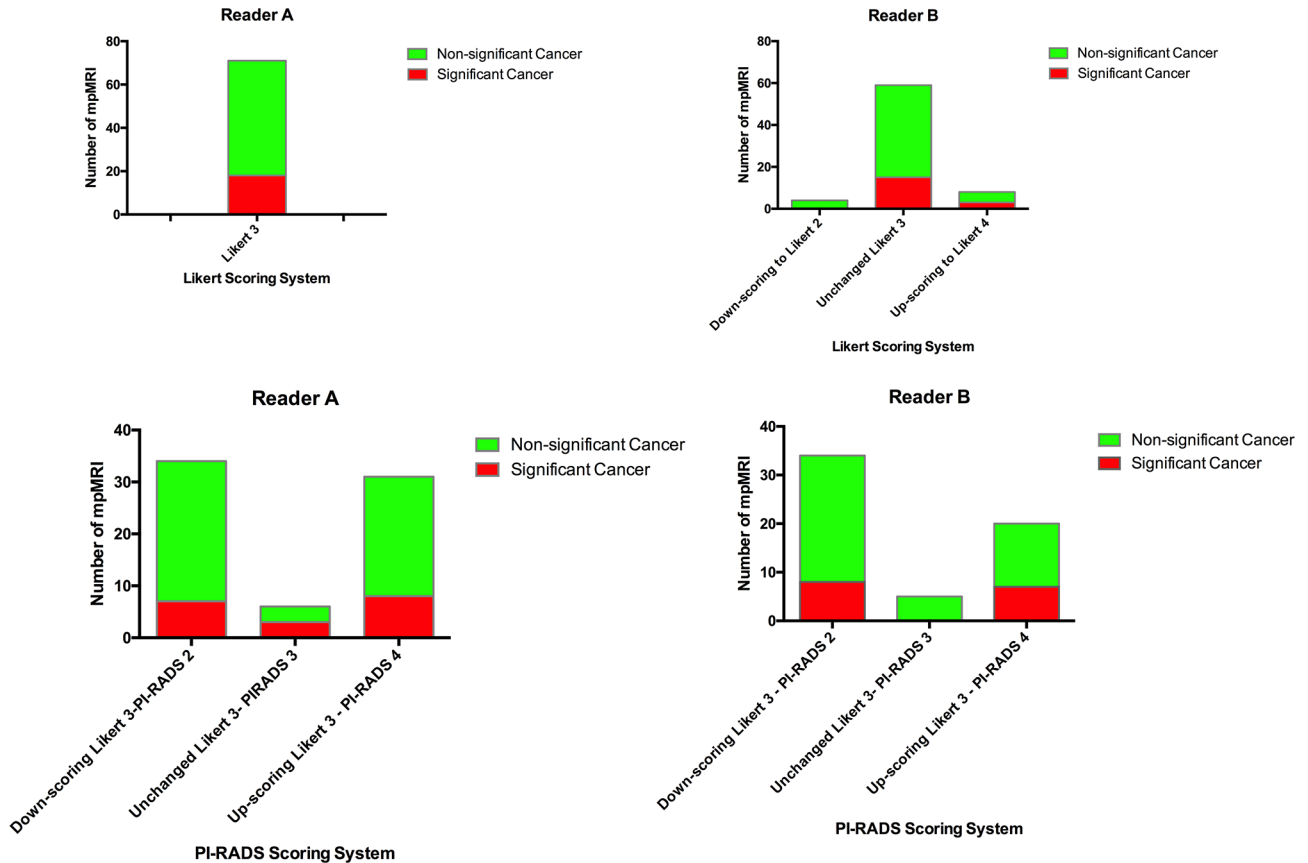 Reader A
Number of mpMRI
80
60
40
20
0
Likert 3
Likert Scoring System
Non-significant Cancer
Significant Cancer
Reader B
Number of mpMRI
80
60
40
20
0
Down-scoring to Likert 2
Unchanged Likert 3
Up-scoring to Likert 4
Likert Scoring System
Non-significant Cancer
Significant Cancer
Reader A
Number of mpMRI
40
30
20
10
0
Down-scoring Likert 3-PI-RADS 2
Unchanged Likert 3- PIRADS 3
Up-scoring Likert 3 - PI-RADS 4
PI-RADS Scoring System
Non-significant Cancer
Significant Cancer
Reader B
Number of mpMRI
40
30
20
10
0
Down-scoring Likert 3 - PI-RADS 2
Unchanged Likert 3- PI-RADS 3
Up-scoring Likert 3 - PI-RADS 4
PI-RADS Scoring System
Non-significant Cancer
Significant Cancer